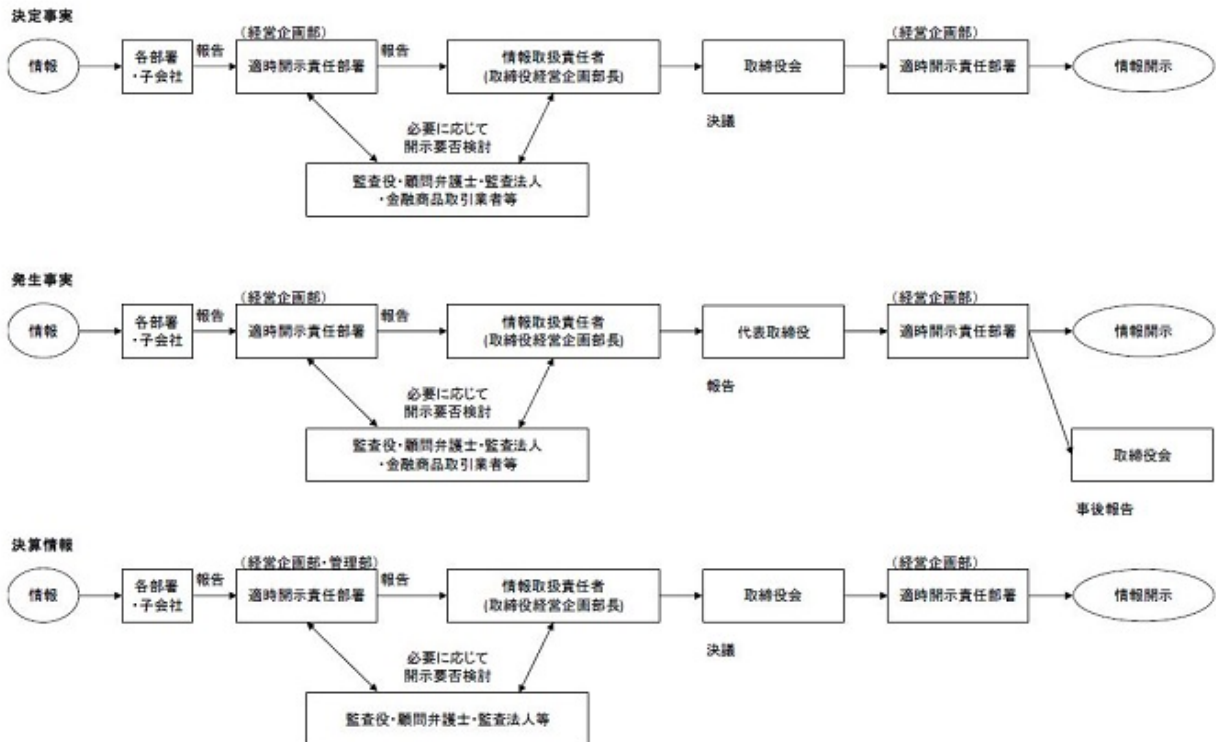 決定事実
(経営企画部)
(経営企画部)
情報
各部署
・子会社
報告
適時開示責任部署
報告
情報取扱責任者
(取締役経営企画部長)
取締役会
適時開示責任部署
情報開示
決議
必要に応じて
開示要否検討
監査役・顧問弁護士・監査法人
・金融商品取引業者等
発生事実
(経営企画部)
(経営企画部)
情報
各部署
・子会社
報告
適時開示責任部署
報告
情報取扱責任者
(取締役経営企画部長)
代表取締役
適時開示責任部署
情報開示
報告
必要に応じて
開示要否検討
監査役・顧問弁護士・監査法人
・金融商品取引業者等
取締役会
事後報告
決算情報
(経営企画部・管理部)
(経営企画部)
情報
各部署
・子会社
報告
適時開示責任部署
報告
情報取扱責任者
(取締役経営企画部長)
取締役会
適時開示責任部署
情報開示
決議
必要に応じて
開示要否検討
監査役・顧問弁護士・監査法人等